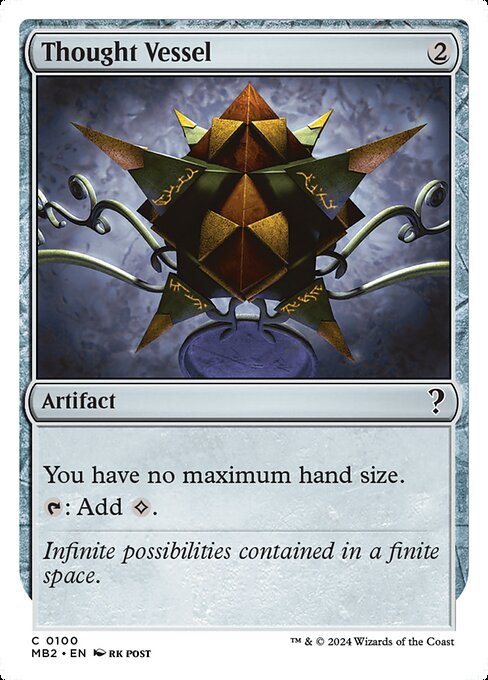 Thought Vessel 2
Artifact ?
You have no maximum hand size.
: Add .
Infinite possibilities contained in a finite
space.
C 0100 ™ & © 2024 Wizards of the Coast
MB2 • EN RK POST